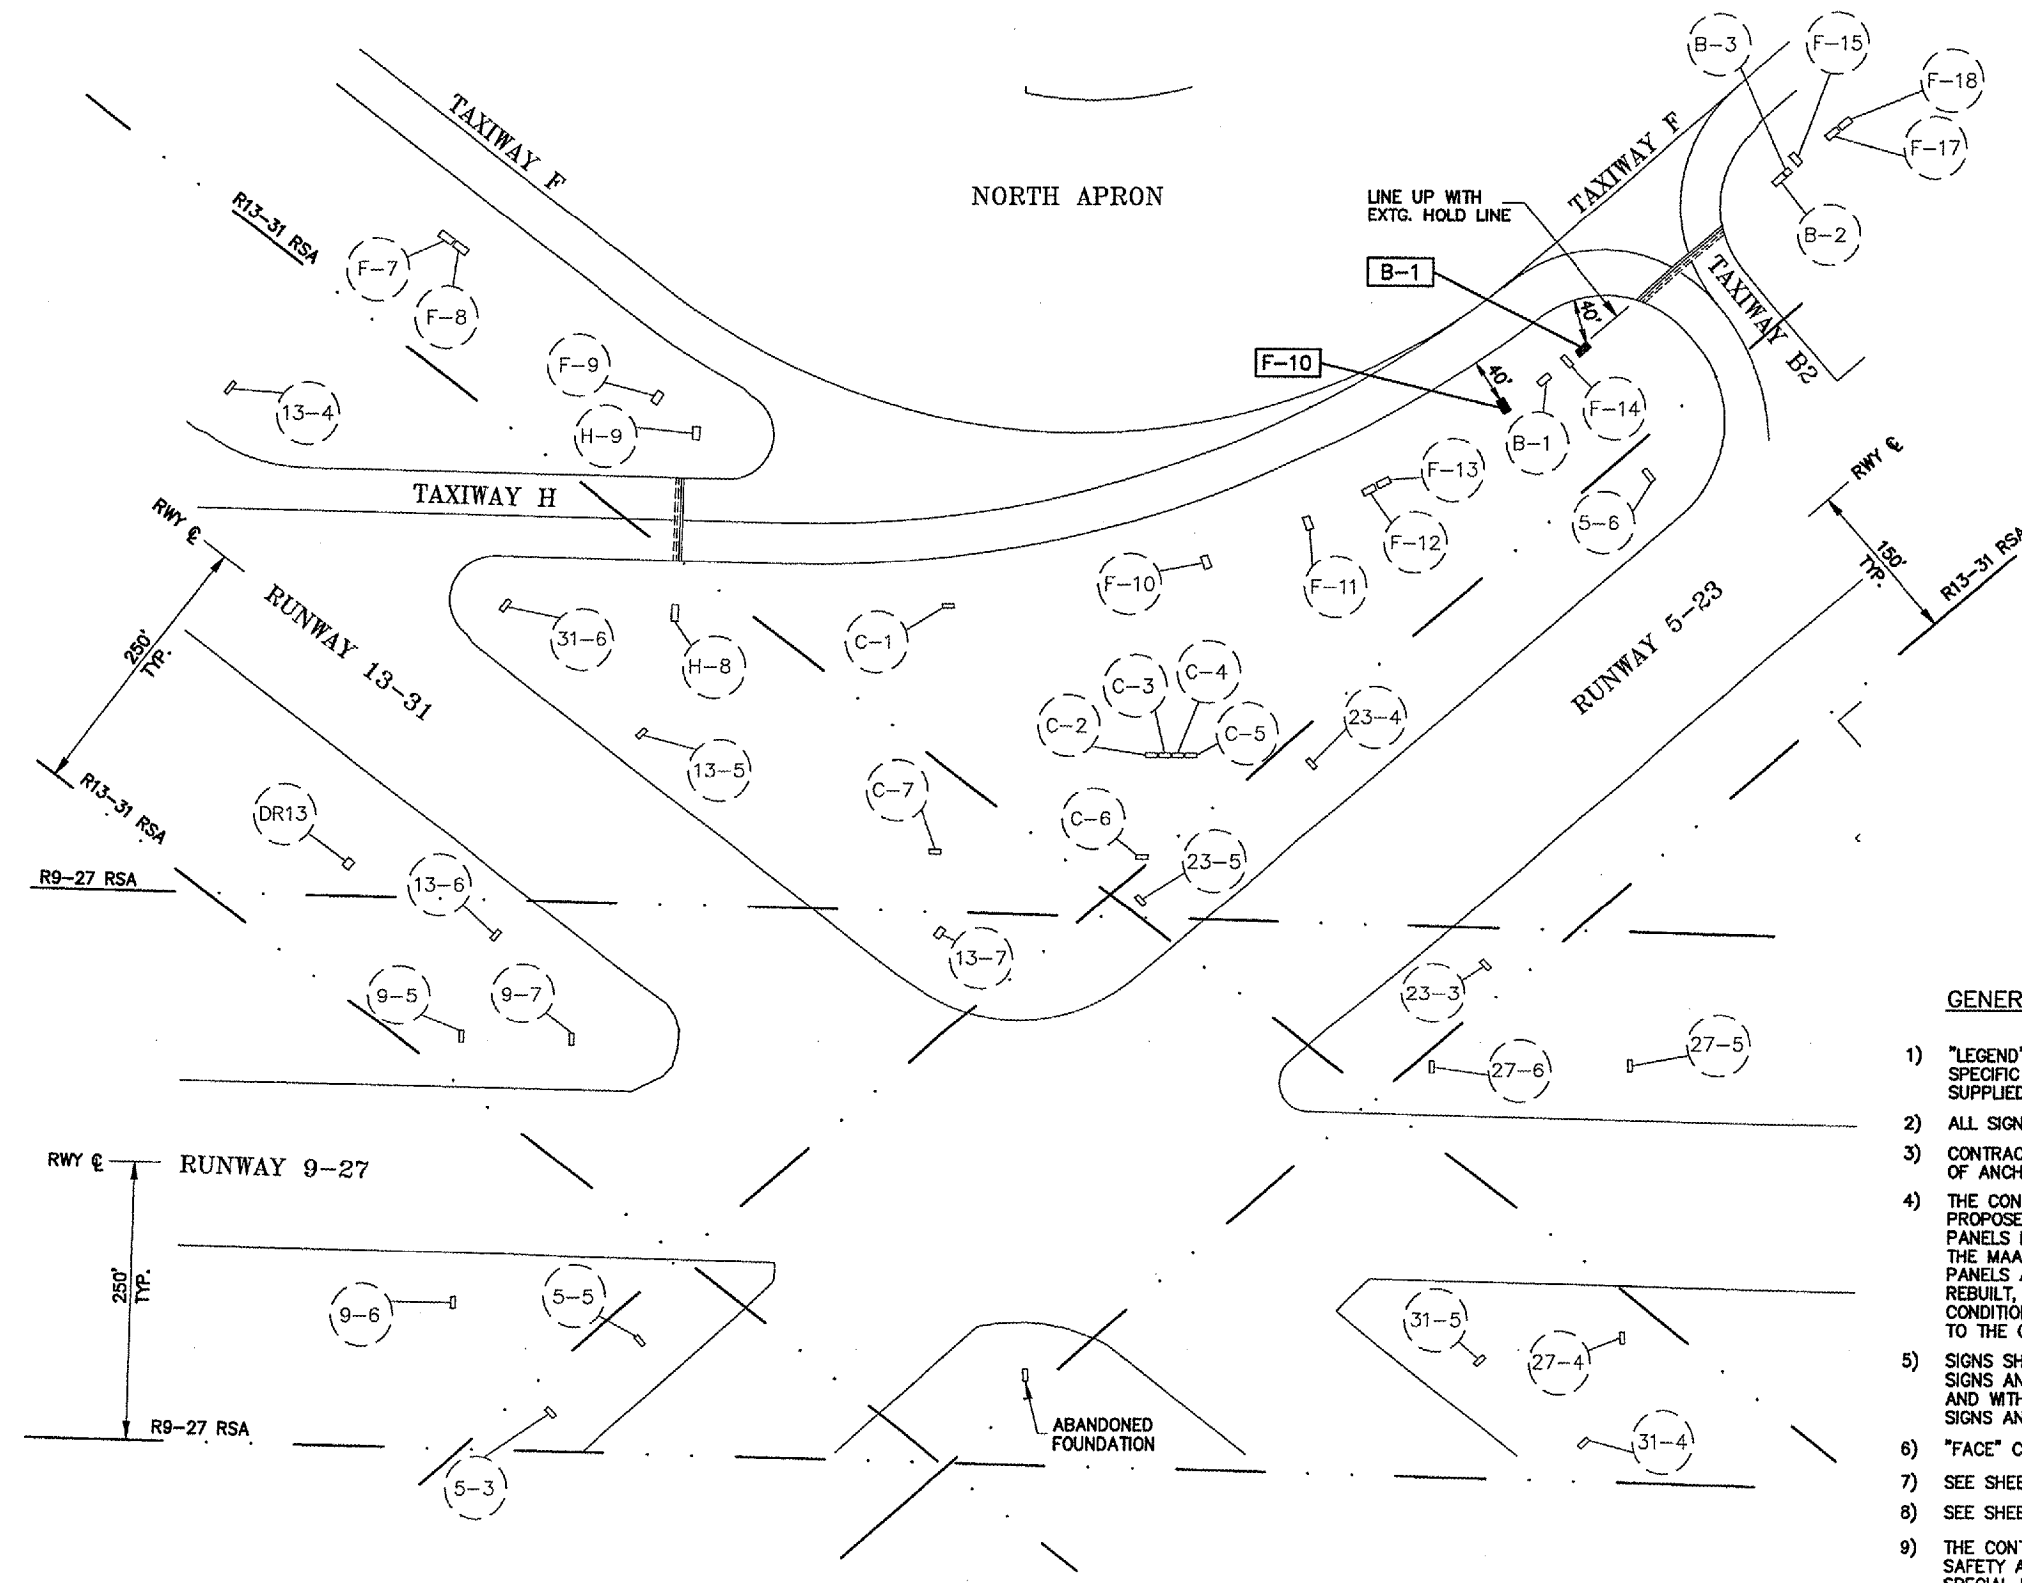 B-3
F-15
F-18
F-17
B-2
TAXIWAY F
TAXIWAY F
NORTH APRON
LINE UP WITH
EXTG. HOLD LINE
R13-31 RSA
F-7
F-8
B-1
F-10
40'
40'
TAXIWAY B2
F-9
13-4
H-9
F-14
B-1
F-13
F-12
5-6
RWY ℄
TAXIWAY H
RWY ℄
150'
TYP.
R13-31 RSA
F-10
F-11
RUNWAY 13-31
250'
TYP.
31-6
H-8
C-1
RUNWAY 5-23
C-3
C-4
C-2
C-5
23-4
13-5
C-7
C-6
R13-31 RSA
DR13
23-5
R9-27 RSA
13-6
13-7
9-5
9-7
23-3
27-6
27-5
RWY ℄
RUNWAY 9-27
250'
TYP.
9-6
5-5
31-5
27-4
R9-27 RSA
5-3
ABANDONED
FOUNDATION
31-4
GENER
1) "LEGEND"
SPECIFIC
SUPPLIED
2) ALL SIGN
3) CONTRAC
OF ANCH
4) THE CON
PROPOSE
PANELS
THE MAA
PANELS
REBUILT,
CONDITION
TO THE
5) SIGNS SH
SIGNS AN
AND WITH
SIGNS AN
6) "FACE" C
7) SEE SHEE
8) SEE SHEE
9) THE CONT
SAFETY A